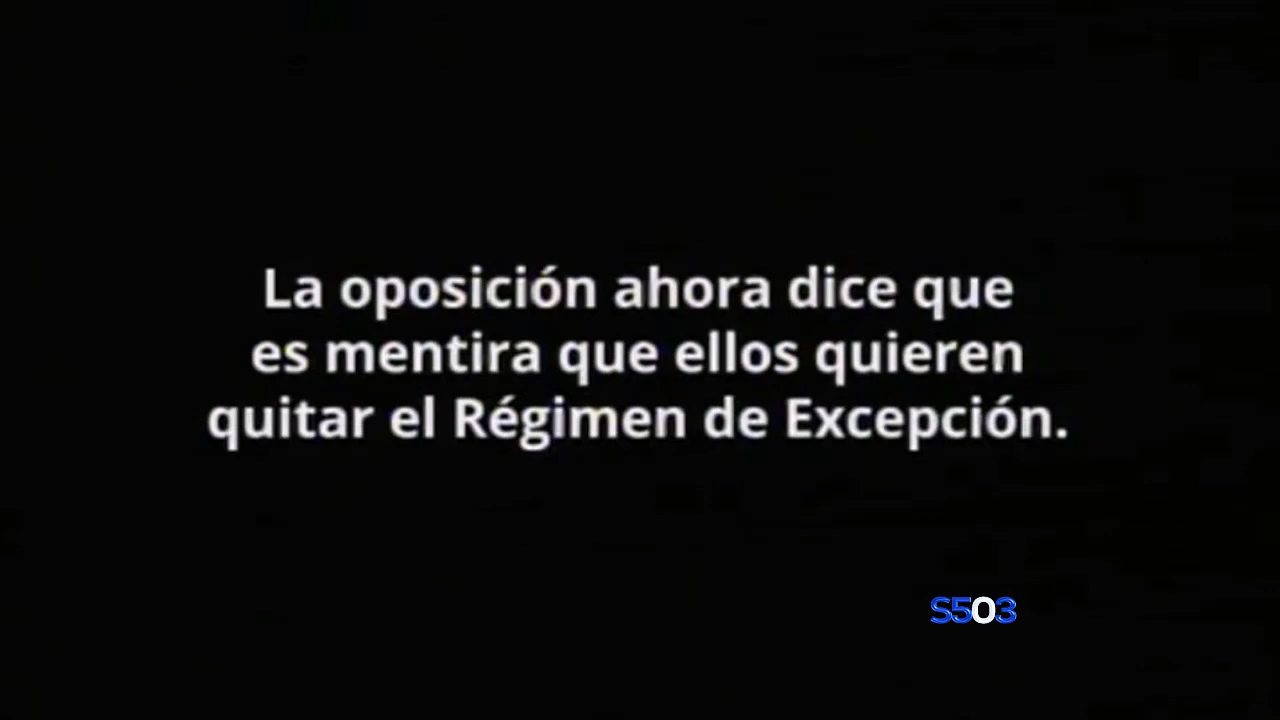 La oposición ahora dice que
es mentira que ellos quieren
quitar el Régimen de Excepción.
S503